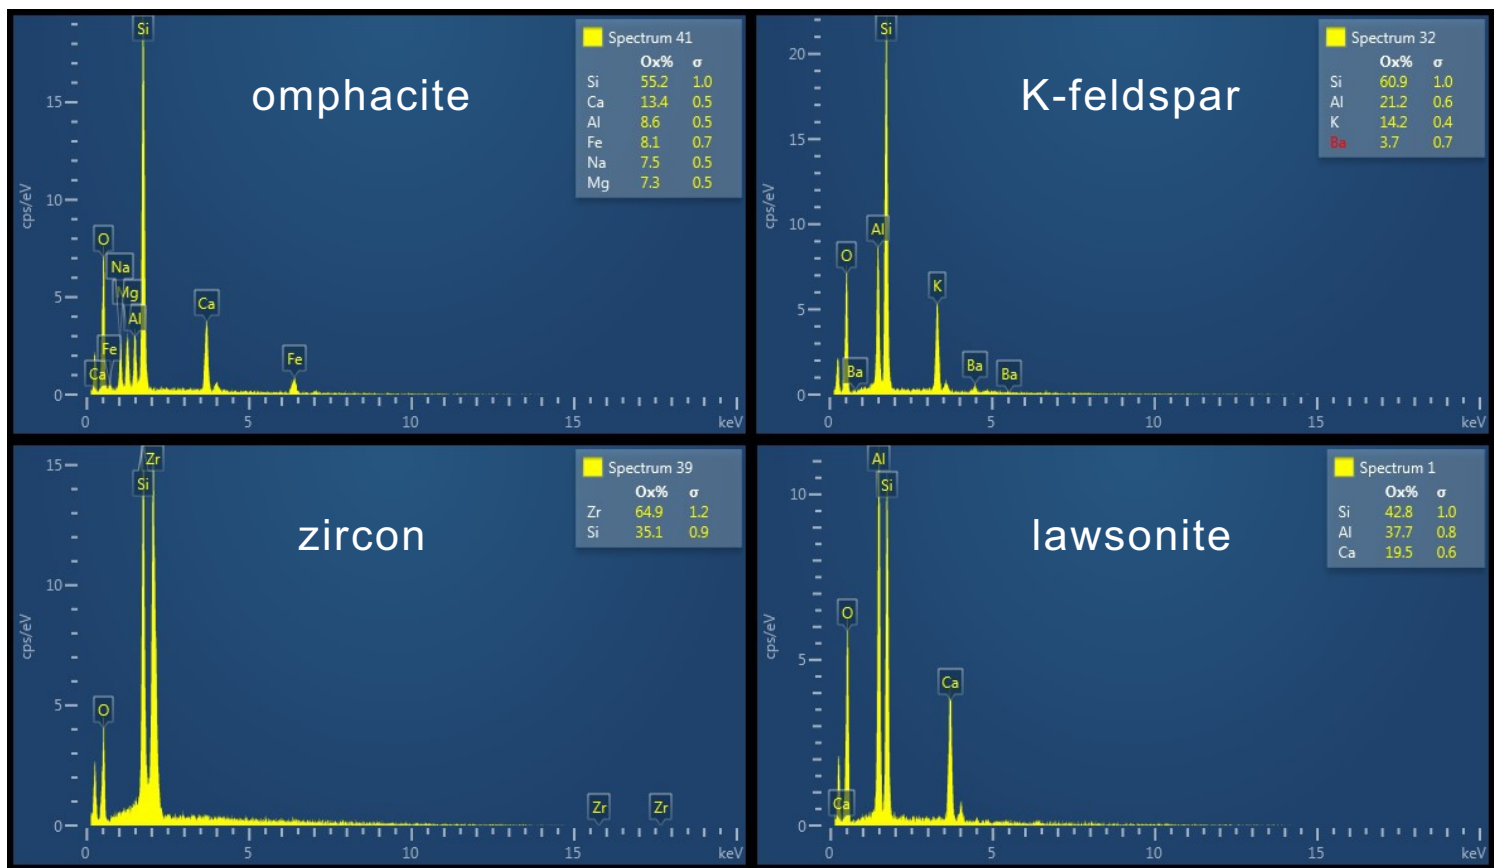 omphacite
Spectrum 41
Ox% σ
Si 55.2 1.0
Ca 13.4 0.5
Al 8.6 0.5
Fe 8.1 0.7
Na 7.5 0.5
Mg 7.3 0.5
Si
O
Na
Mg
Al
Fe
Ca
Ca
Fe
cps/eV
15
10
5
0
0 5 10 15 keV
K-feldspar
Spectrum 32
Ox% σ
Si 60.9 1.0
Al 21.2 0.6
K 14.2 0.4
Ba 3.7 0.7
Si
Al
O
K
Ba
Ba
Ba
cps/eV
20
15
10
5
0
0 5 10 15 keV
zircon
Spectrum 39
Ox% σ
Zr 64.9 1.2
Si 35.1 0.9
Zr
Si
O
Zr
Zr
cps/eV
15
10
5
0
0 5 10 15 keV
lawsonite
Spectrum 1
Ox% σ
Si 42.8 1.0
Al 37.7 0.8
Ca 19.5 0.6
Al
Si
O
Ca
Ca
cps/eV
10
5
0
0 5 10 15 keV